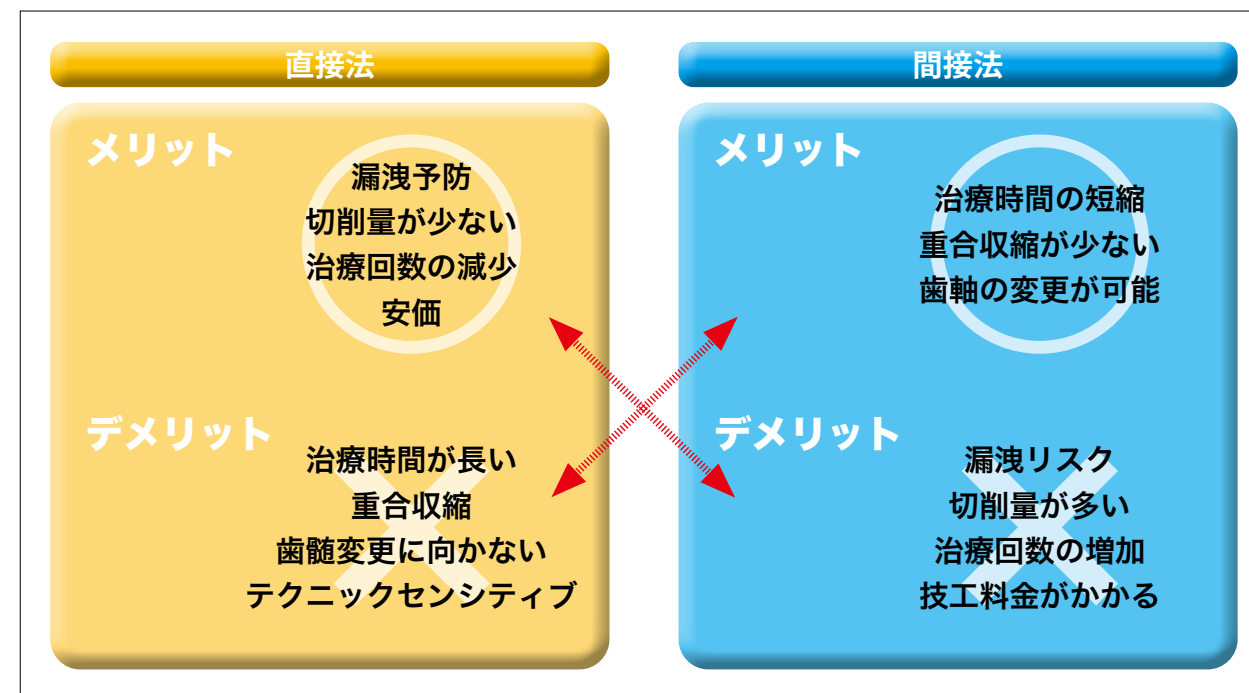 直接法
メリット
漏洩予防
切削量が少ない
治療回数の減少
安価
デメリット
治療時間が長い
重合収縮
歯髄変更に向かない
テクニックセンシティブ
間接法
メリット
治療時間の短縮
重合収縮が少ない
歯軸の変更が可能
デメリット
漏洩リスク
切削量が多い
治療回数の増加
技工料金がかかる